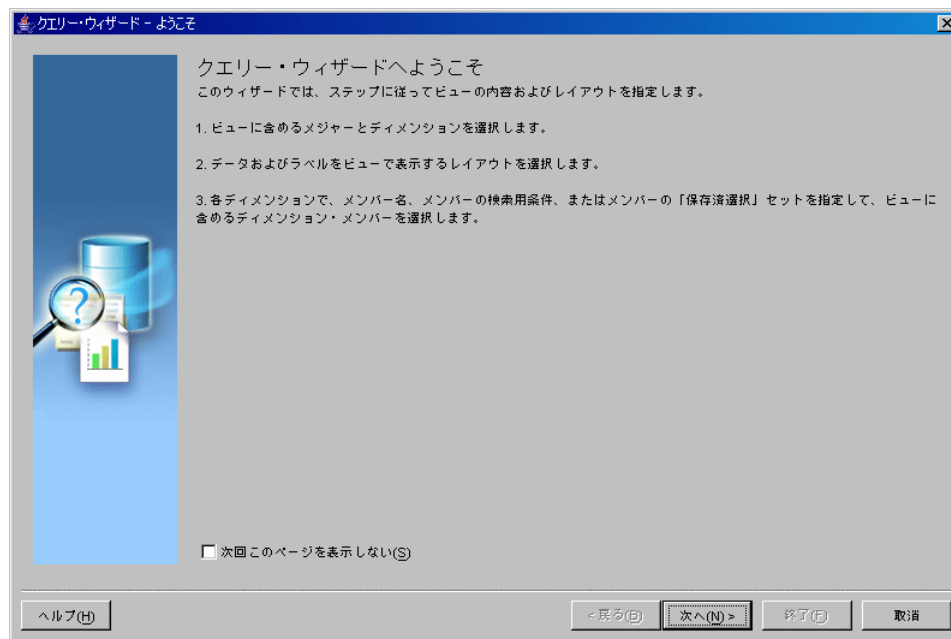 クエリー・ウィザード - ようこそ
クエリー・ウィザードへようこそ
このウィザードでは、ステップに従ってビューの内容およびレイアウトを指定します。
1. ビューに含めるメジャーとディメンションを選択します。
2. データおよびラベルをビューで表示するレイアウトを選択します。
3. 各ディメンションで、メンバー名、メンバーの検索用条件、またはメンバーの「保存済選択」セットを指定して、ビューに
含めるディメンション・メンバーを選択します。
次回このページを表示しない(S)
ヘルプ(H)
< 戻る(B)
次へ(N) >
終了(F)
取消